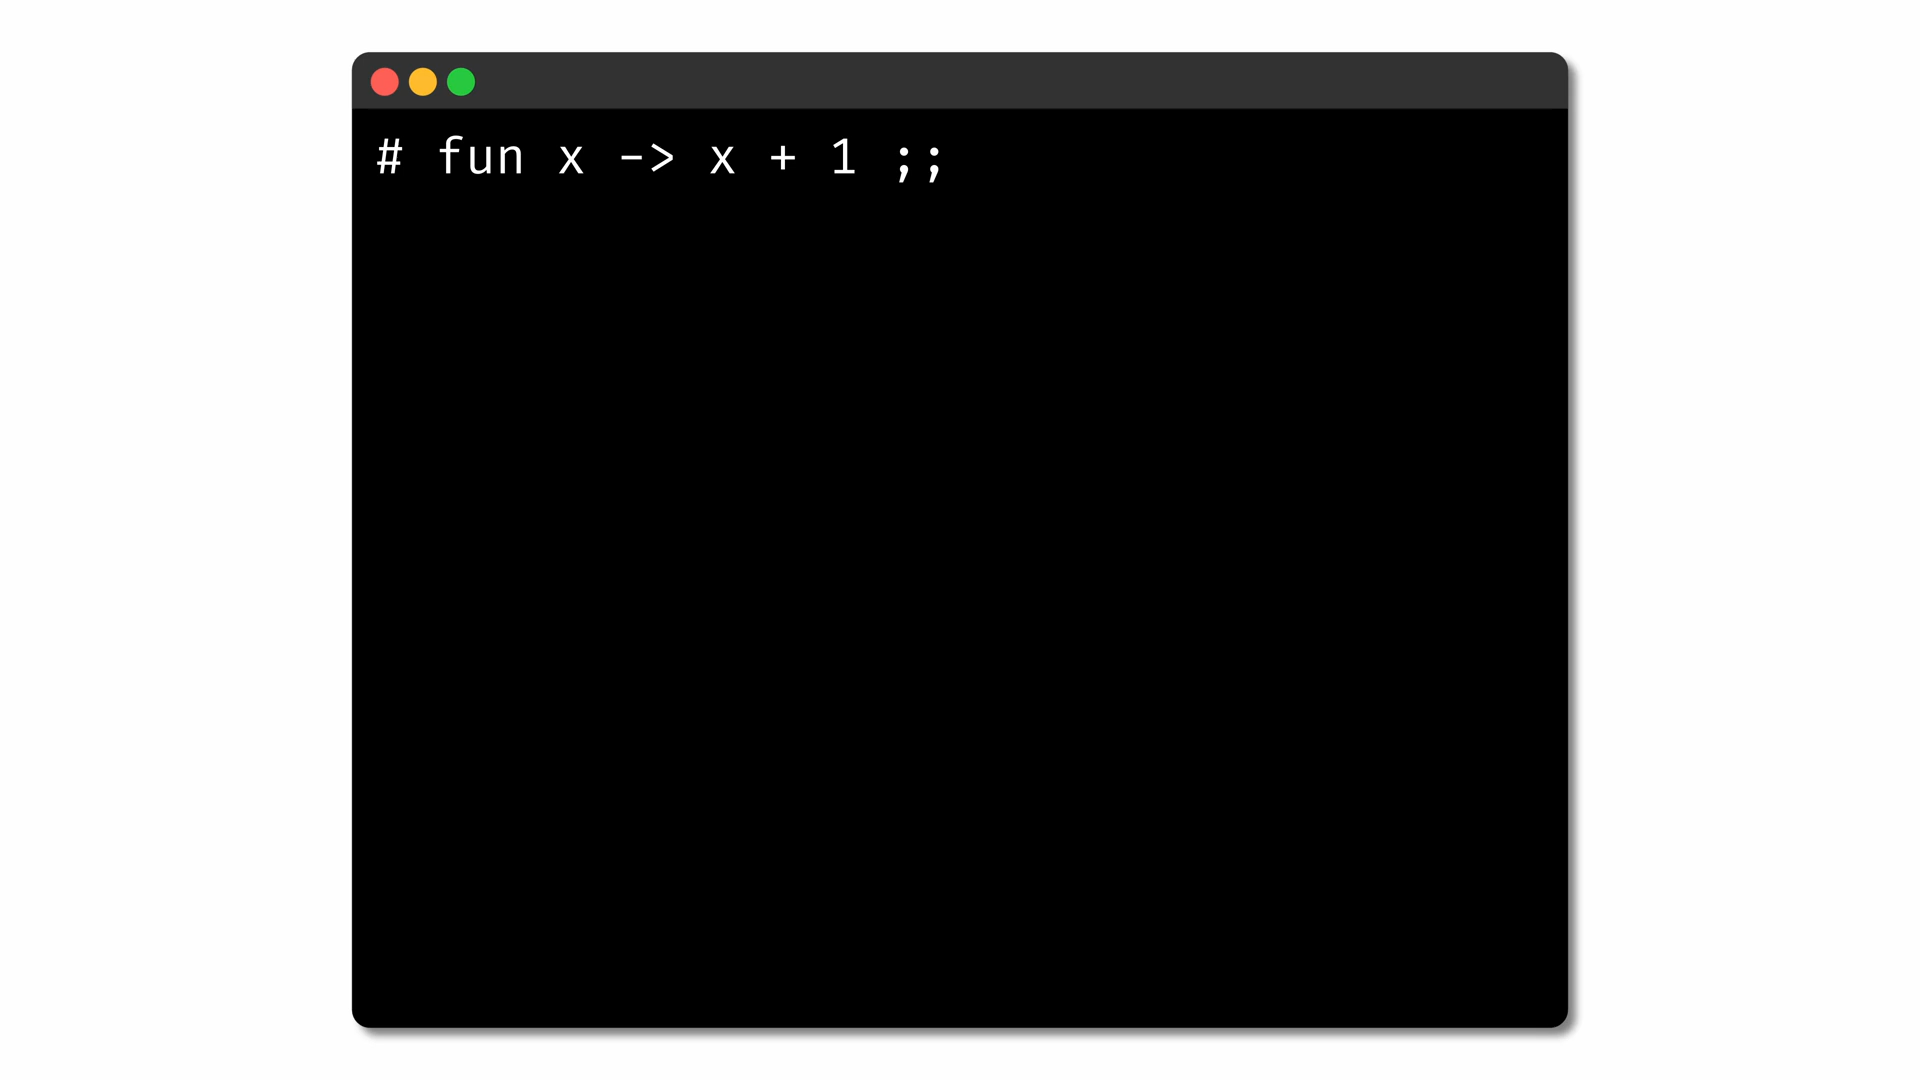 # fun x -> x + 1 ;;